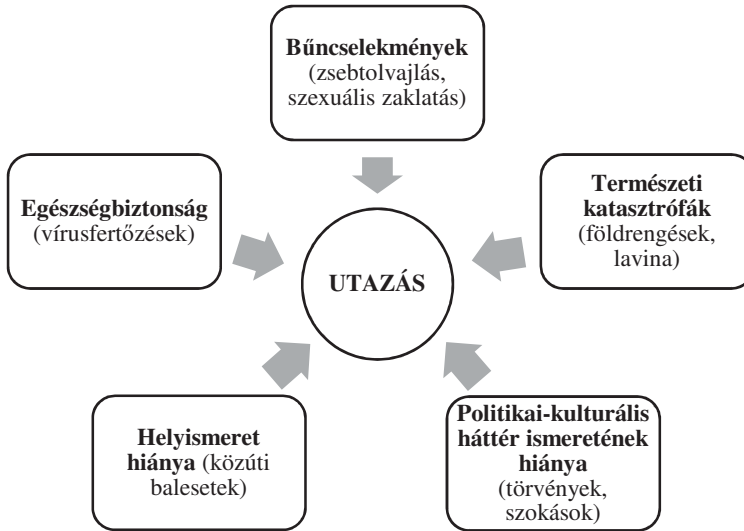 Bűncselekmények
(zsebtolvajlás,
szexuális zaklatás)
Egészségbiztonság
(vírusfertőzések)
Természeti
katasztrófák
(földrengések,
lavina)
UTAZÁS
Helyismeret
hiánya (közúti
balesetek)
Politikai-kulturális
háttér ismeretének
hiánya
(törvények,
szokások)